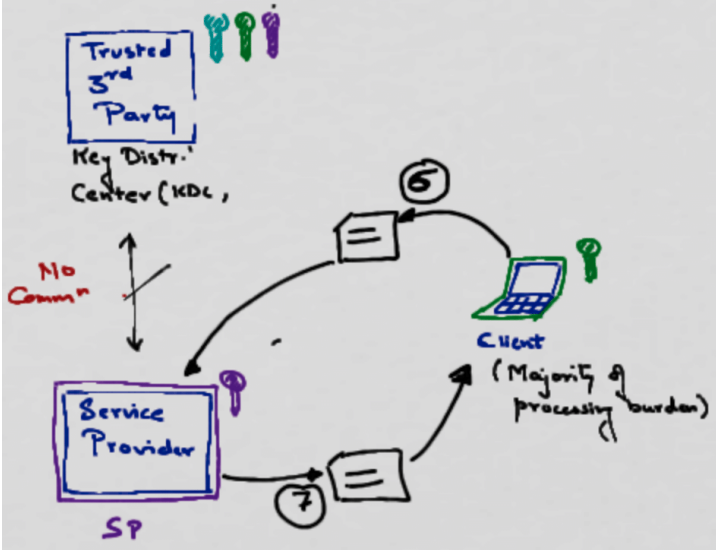 Trusted
3rd
Party
Key Distr.
Center (KDC,
6
No
Commn
Client
(Majority of
processing burden)
Service
Provider
7
SP